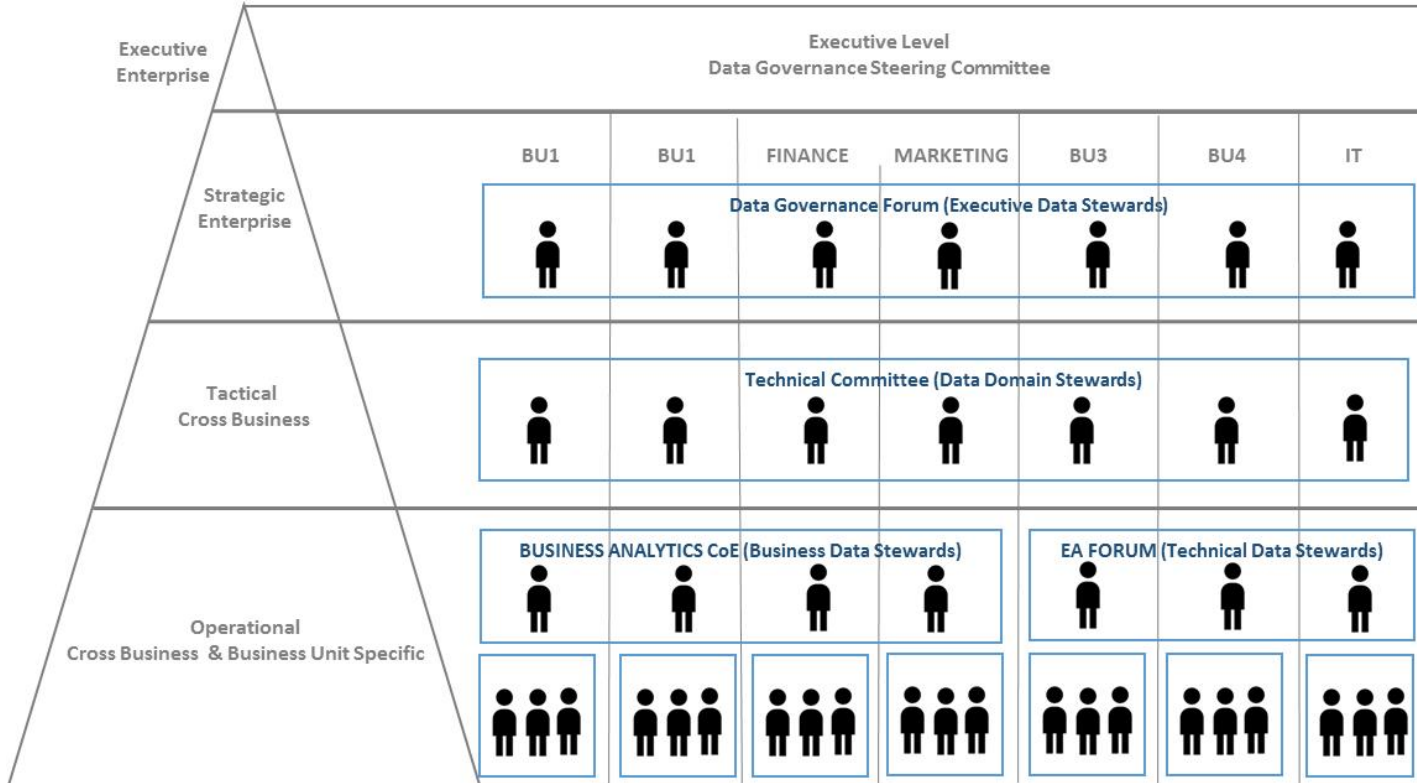 Executive
Enterprise
Executive Level
Data Governance Steering Committee
BU1
BU1
FINANCE
MARKETING
BU3
BU4
IT
Strategic
Enterprise
Data Governance Forum (Executive Data Stewards)
Tactical
Cross Business
Technical Committee (Data Domain Stewards)
Operational
Cross Business & Business Unit Specific
BUSINESS ANALYTICS CoE (Business Data Stewards)
EA FORUM (Technical Data Stewards)